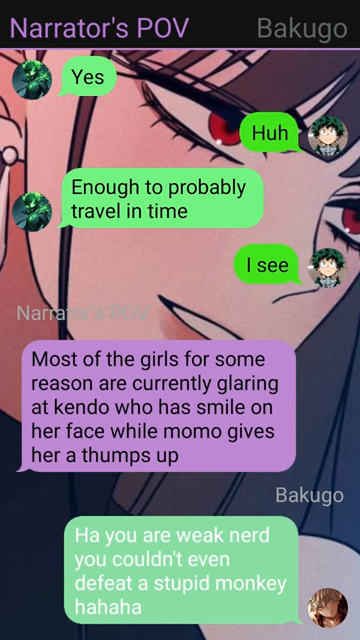 Narrator's POV
Bakugo
Yes
Huh
Enough to probably
travel in time
I see
Narrator's POV
Most of the girls for some
reason are currently glaring
at kendo who has smile on
her face while momo gives
her a thumps up
Bakugo
Ha you are weak nerd
you couldn't even
defeat a stupid monkey
hahaha